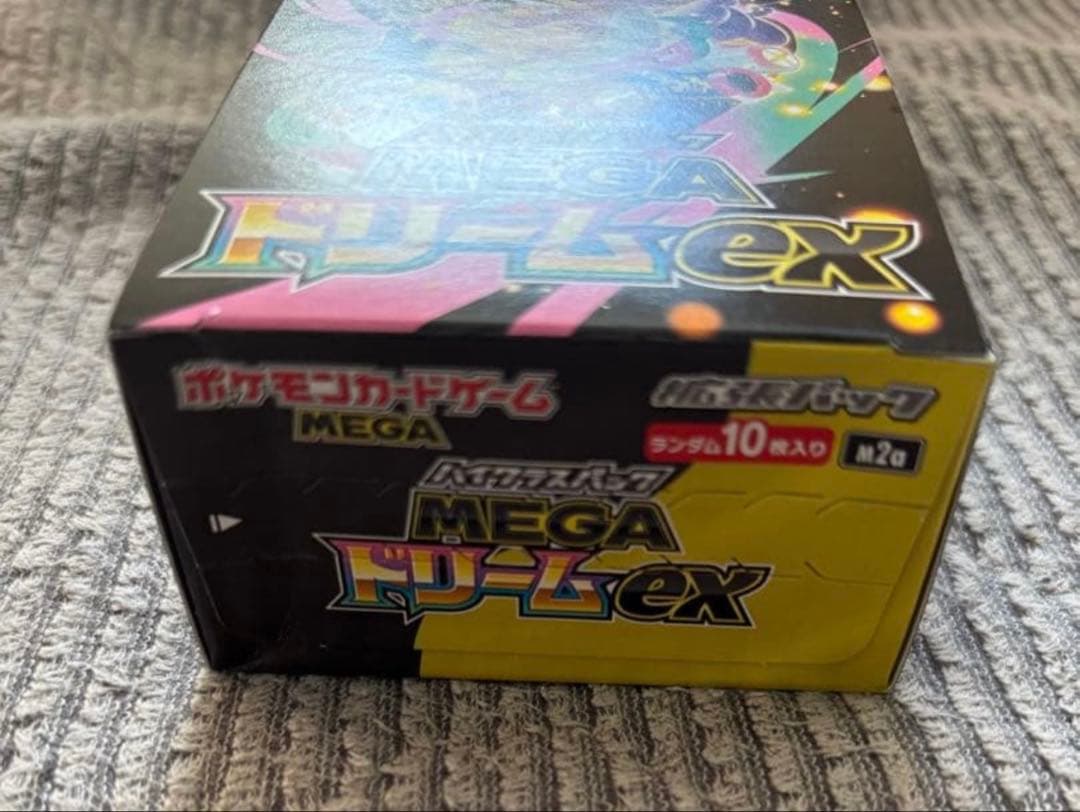 MEGA
ドリームex
ポケモンカードゲーム
MEGA
拡張パック
ランダム10枚入り
M2a
ハイクラスパック
MEGA
ドリームex